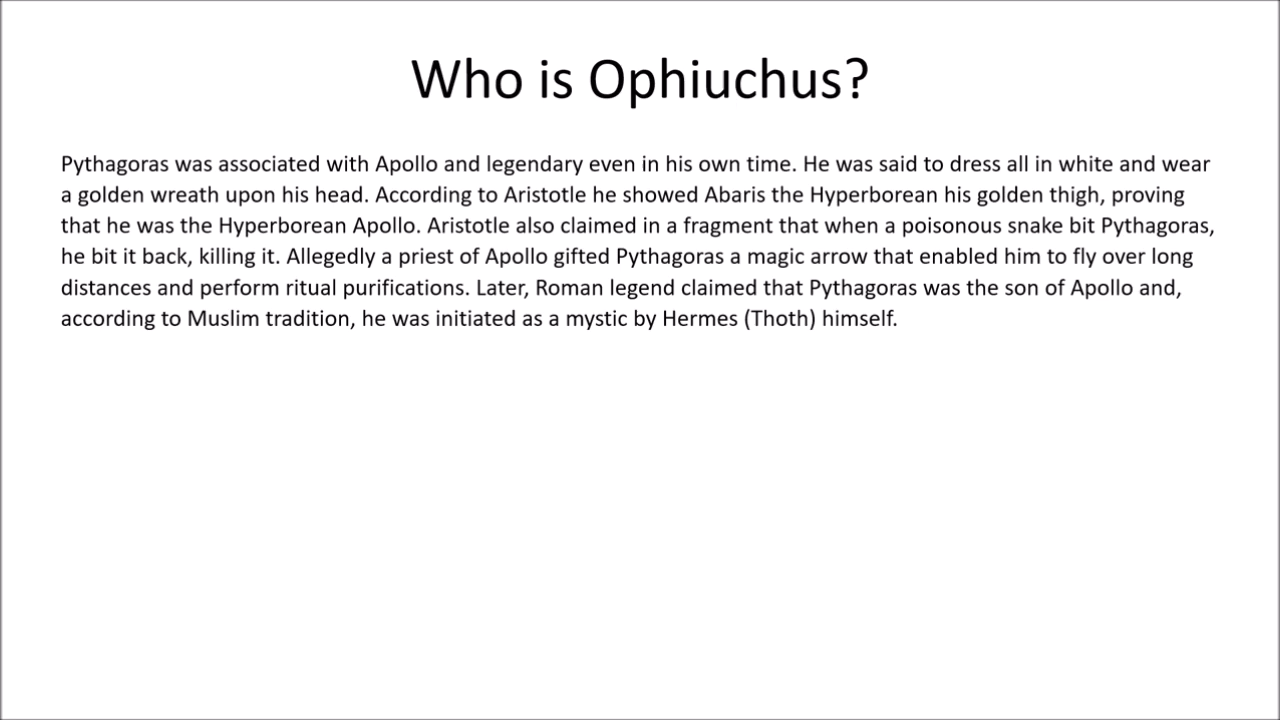 Who is Ophiuchus?
Pythagoras was associated with Apollo and legendary even in his own time. He was said to dress all in white and wear
a golden wreath upon his head. According to Aristotle he showed Abaris the Hyperborean his golden thigh, proving
that he was the Hyperborean Apollo. Aristotle also claimed in a fragment that when a poisonous snake bit Pythagoras,
he bit it back, killing it. Allegedly a priest of Apollo gifted Pythagoras a magic arrow that enabled him to fly over long
distances and perform ritual purifications. Later, Roman legend claimed that Pythagoras was the son of Apollo and,
according to Muslim tradition, he was initiated as a mystic by Hermes (Thoth) himself.